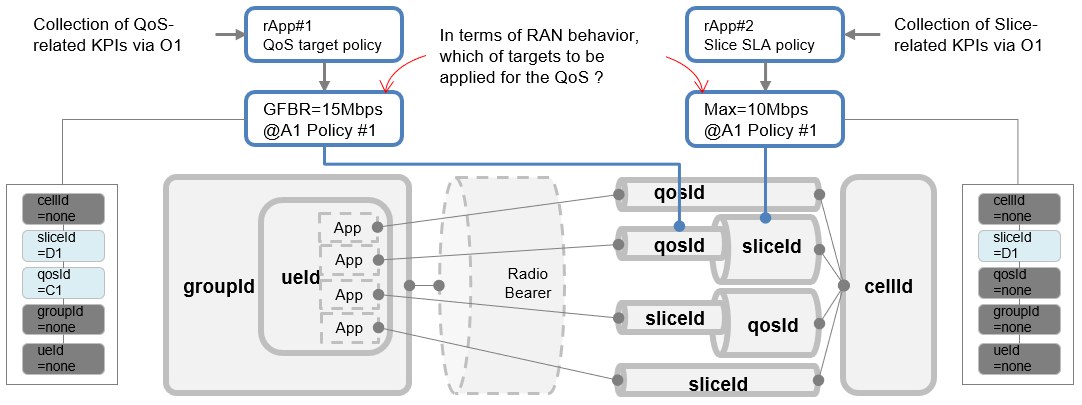 Collection of QoS-
related KPIs via O1
rApp#1
QoS target policy
In terms of RAN behavior,
which of targets to be
applied for the QoS ?
rApp#2
Slice SLA policy
Collection of Slice-
related KPIs via O1
GFBR=15Mbps
@A1 Policy #1
Max=10Mbps
@A1 Policy #1
cellId
=none
sliceId
=D1
qosId
=C1
groupId
=none
ueId
=none
groupId
ueId
App
App
App
App
Radio
Bearer
qosId
qosId
sliceId
sliceId
qosId
sliceId
cellId
cellId
=none
sliceId
=D1
qosId
=none
groupId
=none
ueId
=none